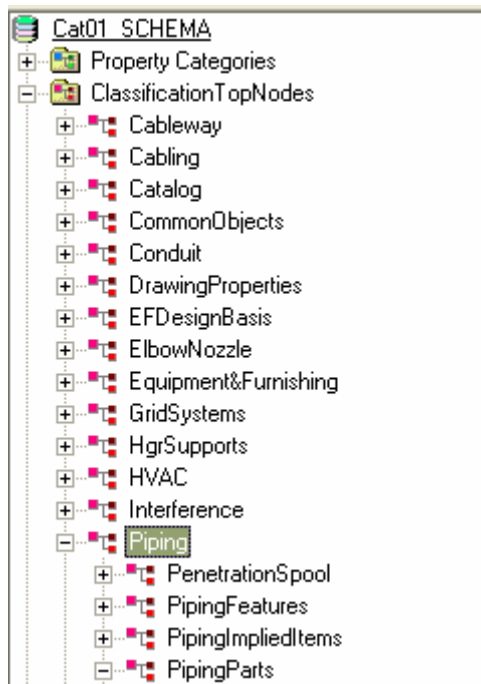 Cat01_SCHEMA
Property Categories
ClassificationTopNodes
Cableway
Cabling
Catalog
CommonObjects
Conduit
DrawingProperties
EFDesignBasis
ElbowNozzle
Equipment&Furnishing
GridSystems
HgrSupports
HVAC
Interference
Piping
PenetrationSpool
PipingFeatures
PipingImpliedItems
PipingParts